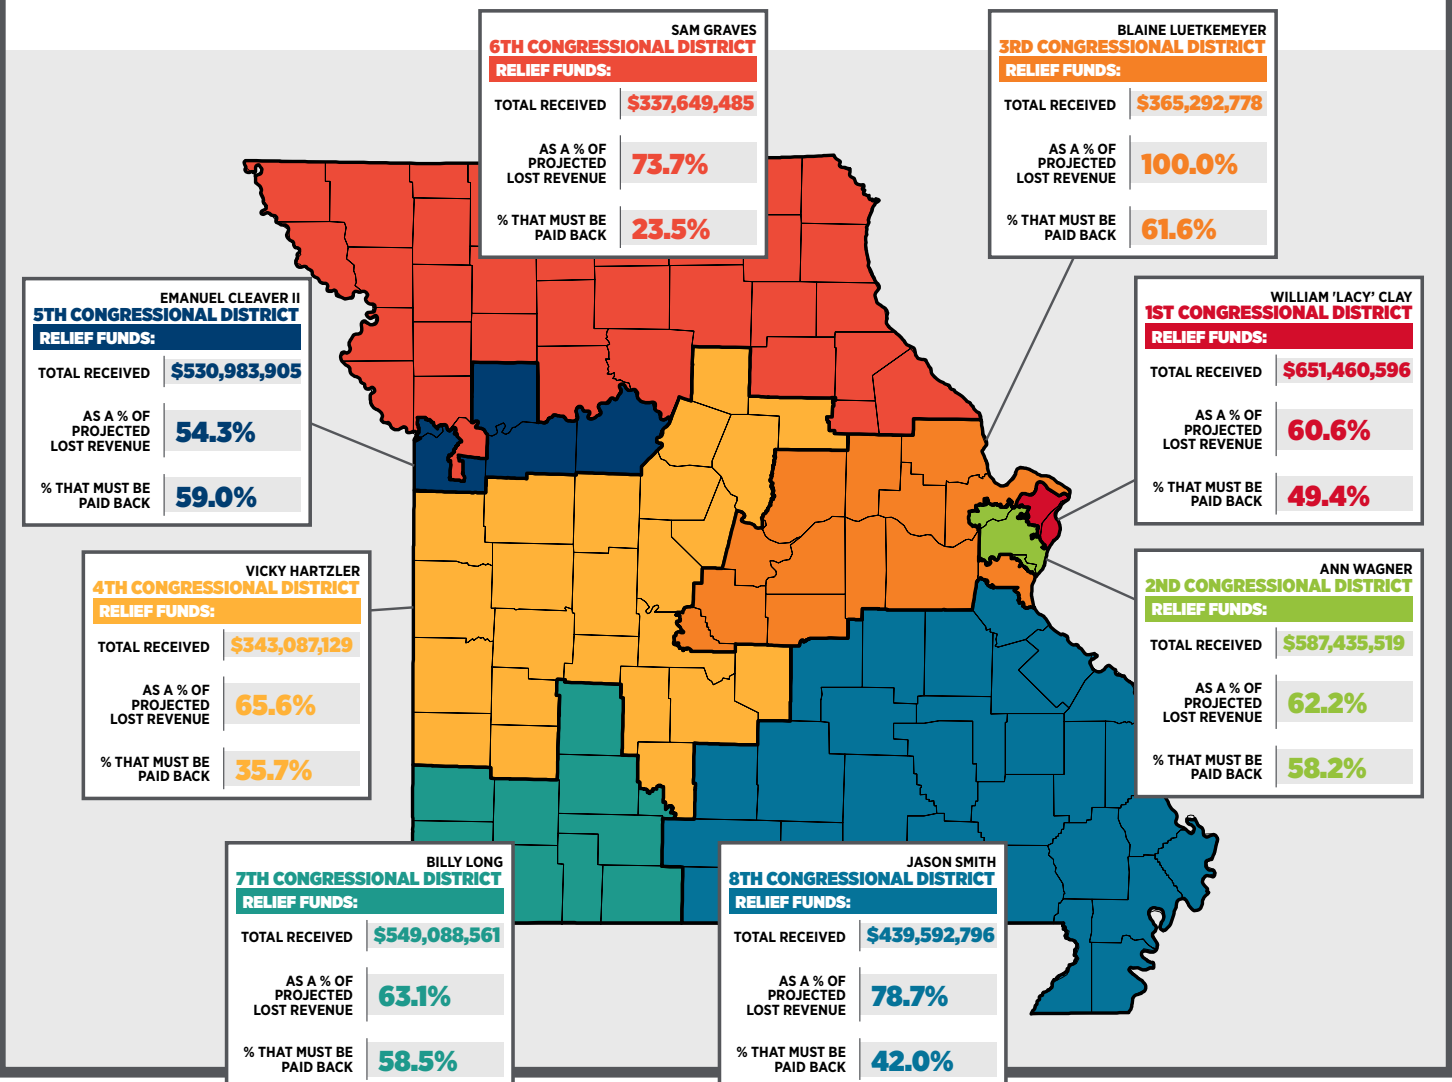 SAM GRAVES
6TH CONGRESSIONAL DISTRICT
RELIEF FUNDS:
TOTAL RECEIVED $337,649,485
AS A % OF
PROJECTED
LOST REVENUE
73.7%
% THAT MUST BE
PAID BACK
23.5%
BLAINE LUETKEMEYER
3RD CONGRESSIONAL DISTRICT
RELIEF FUNDS:
TOTAL RECEIVED $365,292,778
AS A % OF
PROJECTED
LOST REVENUE
100.0%
% THAT MUST BE
PAID BACK
61.6%
EMANUEL CLEAVER II
5TH CONGRESSIONAL DISTRICT
RELIEF FUNDS:
TOTAL RECEIVED $530,983,905
AS A % OF
PROJECTED
LOST REVENUE
54.3%
% THAT MUST BE
PAID BACK
59.0%
WILLIAM 'LACY’ CLAY
1ST CONGRESSIONAL DISTRICT
RELIEF FUNDS:
TOTAL RECEIVED $651,460,596
AS A % OF
PROJECTED
LOST REVENUE
60.6%
% THAT MUST BE
PAID BACK
49.4%
VICKY HARTZLER
4TH CONGRESSIONAL DISTRICT
RELIEF FUNDS:
TOTAL RECEIVED $343,087,129
AS A % OF
PROJECTED
LOST REVENUE
65.6%
% THAT MUST BE
PAID BACK
35.7%
ANN WAGNER
2ND CONGRESSIONAL DISTRICT
RELIEF FUNDS:
TOTAL RECEIVED $587,435,519
AS A % OF
PROJECTED
LOST REVENUE
62.2%
% THAT MUST BE
PAID BACK
58.2%
BILLY LONG
7TH CONGRESSIONAL DISTRICT
RELIEF FUNDS:
TOTAL RECEIVED $549,088,561
AS A % OF
PROJECTED
LOST REVENUE
63.1%
% THAT MUST BE
PAID BACK
58.5%
JASON SMITH
8TH CONGRESSIONAL DISTRICT
RELIEF FUNDS:
TOTAL RECEIVED $439,592,796
AS A % OF
PROJECTED
LOST REVENUE
78.7%
% THAT MUST BE
PAID BACK
42.0%